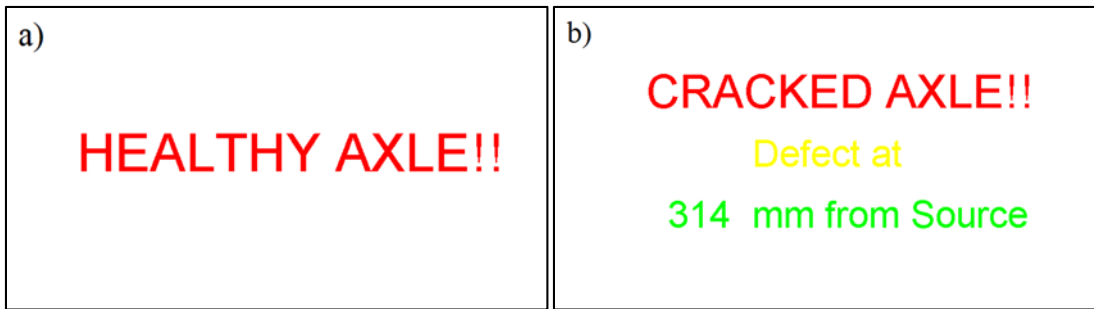 a)
HEALTHY AXLE!!
b)
CRACKED AXLE!!
Defect at
314 mm from Source